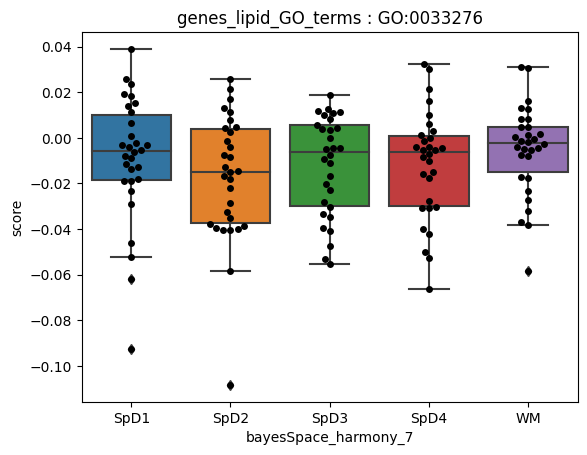 genes_lipid_GO_terms : GO:0033276
0.04
0.02
0.00
−0.02
−0.04
−0.06
−0.08
−0.10
score
SpD1 SpD2 SpD3 SpD4 WM
bayesSpace_harmony_7